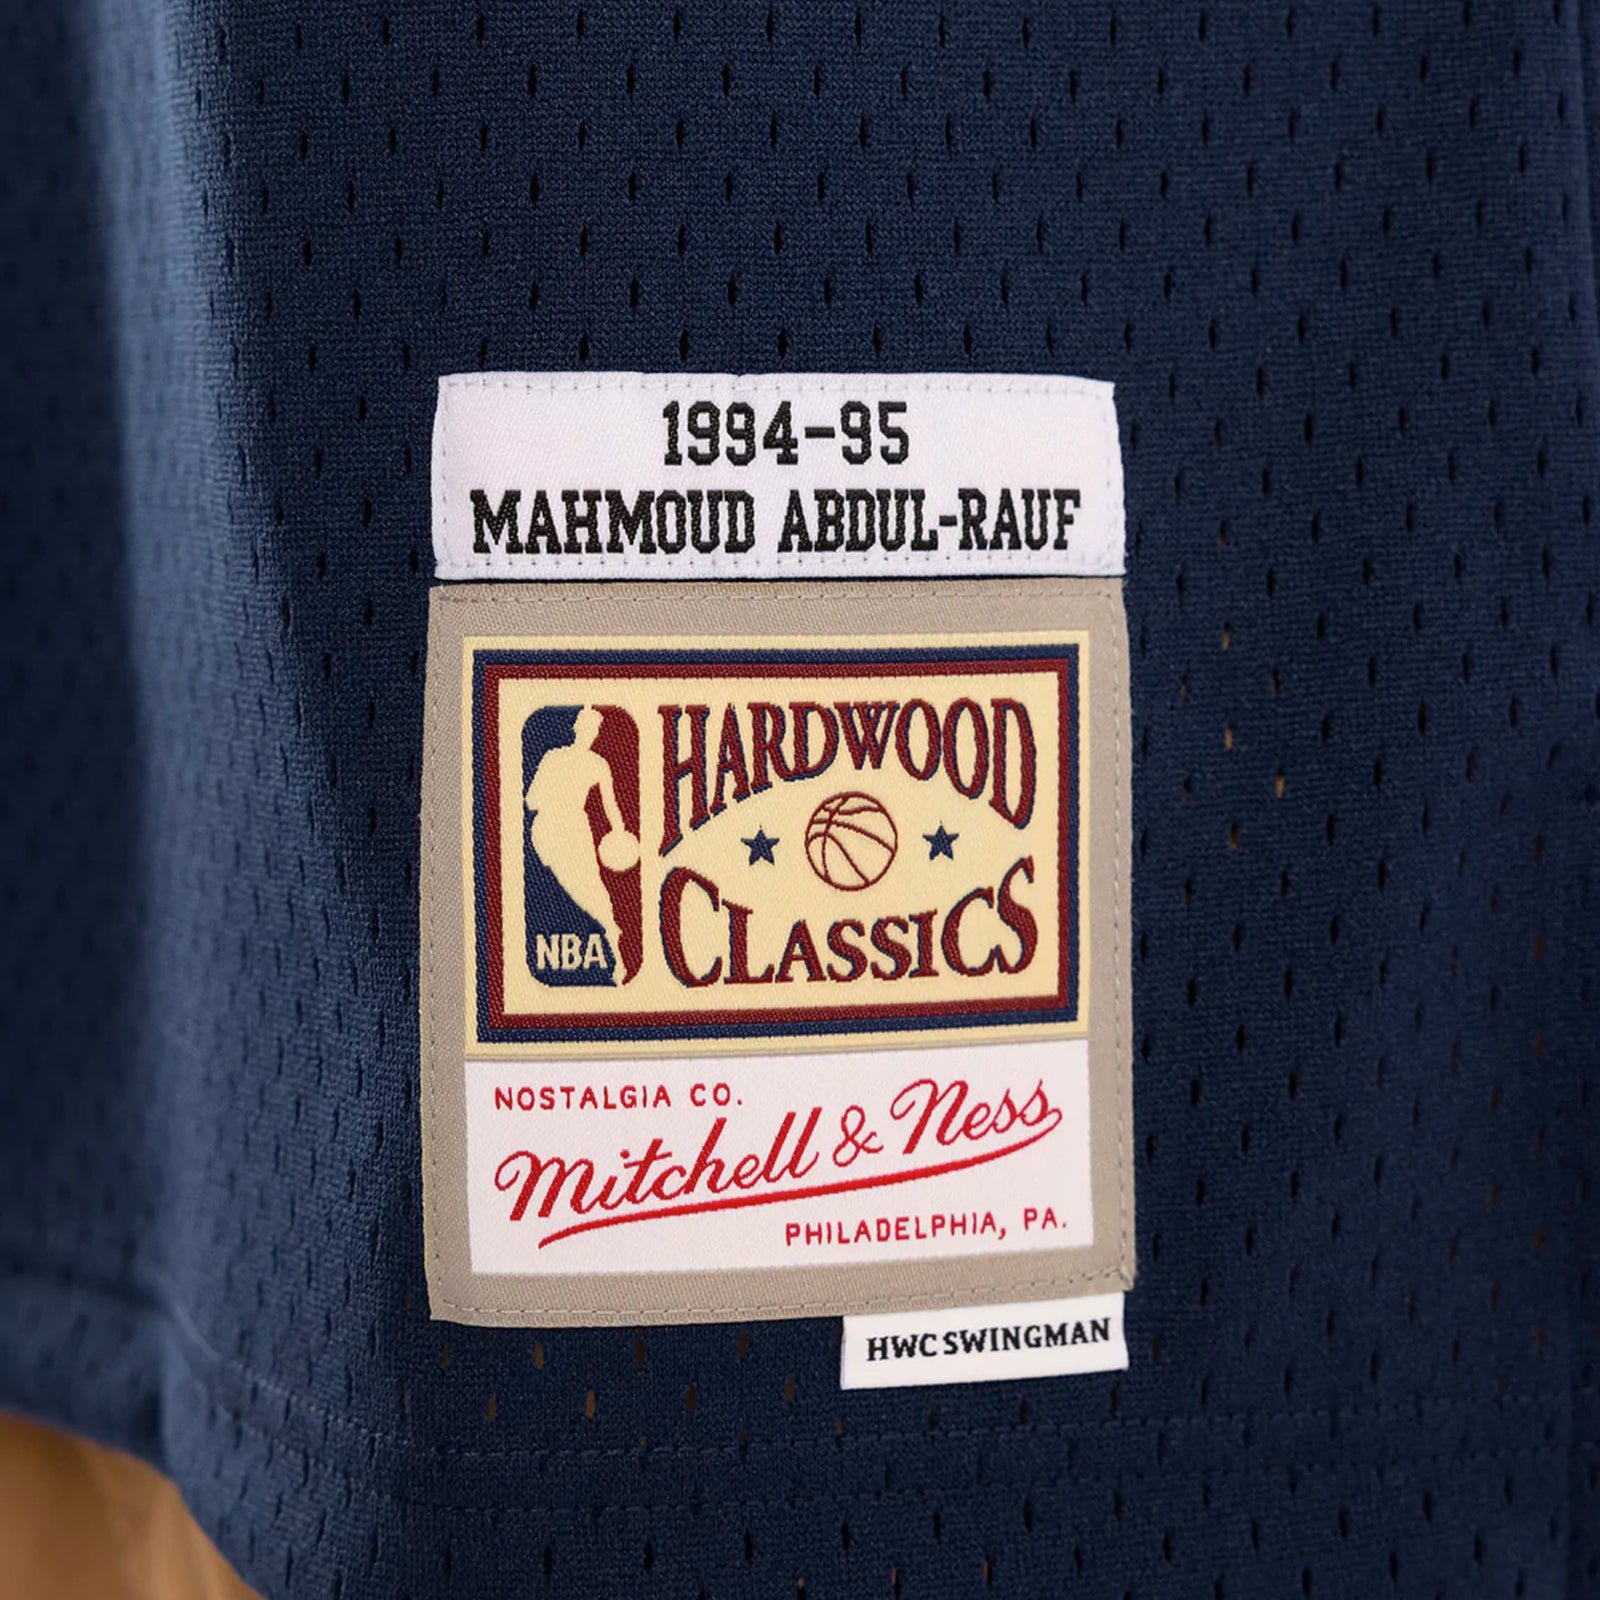 1994-95
MAHMOUD ABDUL-RAUF
HARDWOOD
CLASSICS
NBA
NOSTALGIA CO.
Mitchell & Ness
PHILADELPHIA, PA.
HWC SWINGMAN